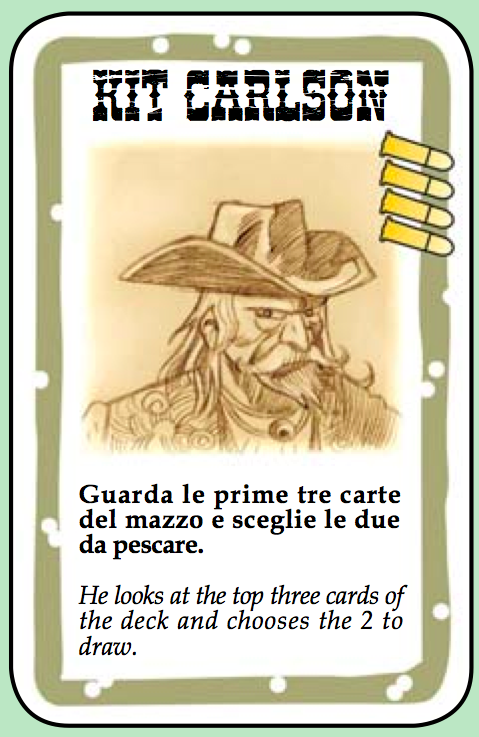 KIT CARLSON
Guarda le prime tre carte
del mazzo e sceglie le due
da pescare.
He looks at the top three cards of
the deck and chooses the 2 to
draw.